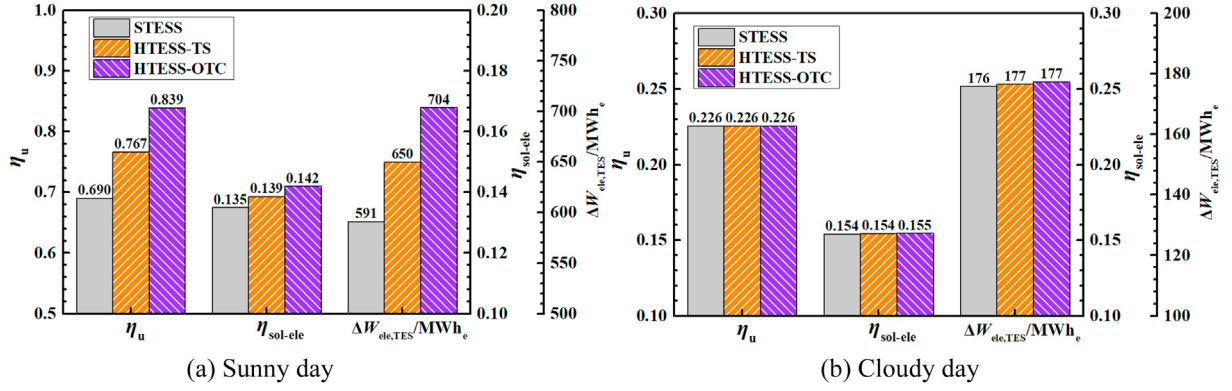 1.0
0.9
0.8
0.7
0.6
0.5
ηu
STESS
HTESS-TS
HTESS-OTC
0.690
0.767
0.839
0.135
0.139
0.142
591
650
704
ηu
ηsol-ele
ΔWele,TES/MWhe
0.20
0.18
0.16
0.14
0.12
0.10
ηsol-ele
800
750
700
650
600
550
500
ΔWele,TES/MWhe
(a) Sunny day
0.30
0.25
0.20
0.15
0.10
ηu
STESS
HTESS-TS
HTESS-OTC
0.226 0.226 0.226
0.154 0.154 0.155
176 177 177
ηu
ηsol-ele
ΔWele,TES/MWhe
0.30
0.25
0.20
0.15
0.10
ηsol-ele
200
180
160
140
120
100
ΔWele,TES/MWhe
(b) Cloudy day